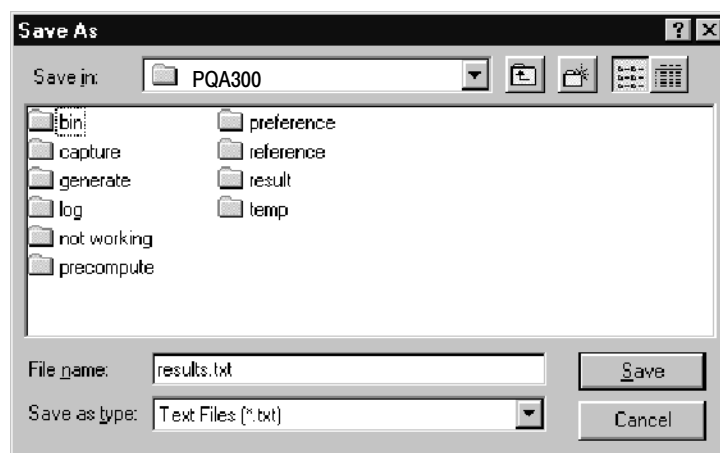 Save As
Save in: PQA300
bin
capture
generate
log
not working
precompute
preference
reference
result
temp
File name: results.txt
Save
Save as type: Text Files (*.txt)
Cancel